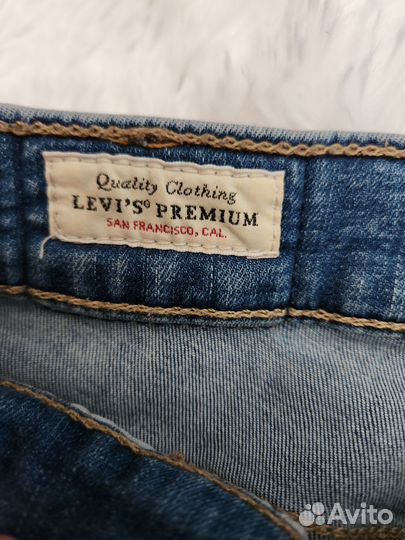 Quality Clothing
LEVI'S® PREMIUM
SAN FRANCISCO, CAL.
Avito